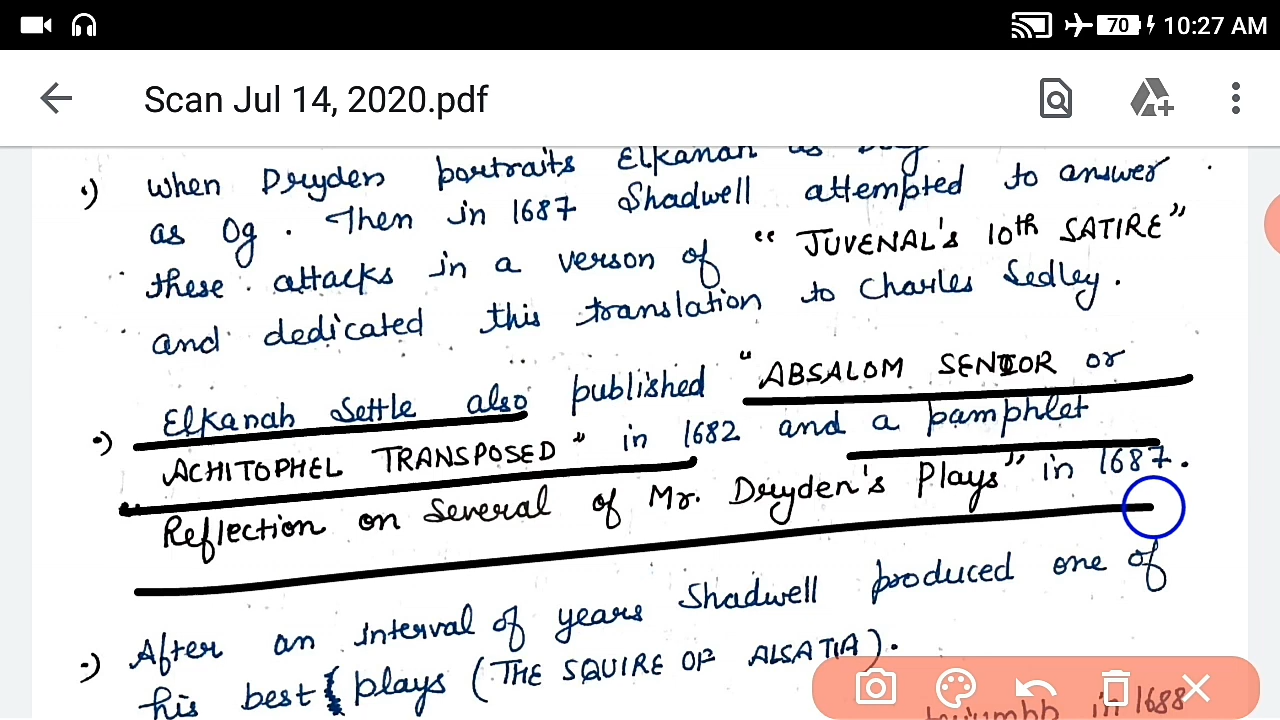 70 10:27 AM
Scan Jul 14, 2020.pdf
·) When Dryden portraits Elkanah as
as Og. Then in 1687 Shadwell attempted to answer
these attacks in a verson of "JUVENAL's 10th SATIRE"
and dedicated this translation to Charles Sedley.
·) Elkanah Settle also published "ABSALOM SENIOR or
ACHITOPHEL TRANSPOSED" in 1682 and a pamphlet
Reflection on several of Mr. Dryden's Plays" in 1687.
·) After an interval of years Shadwell produced one of
his best plays (THE SQUIRE OF ALSATIA).
in 1688